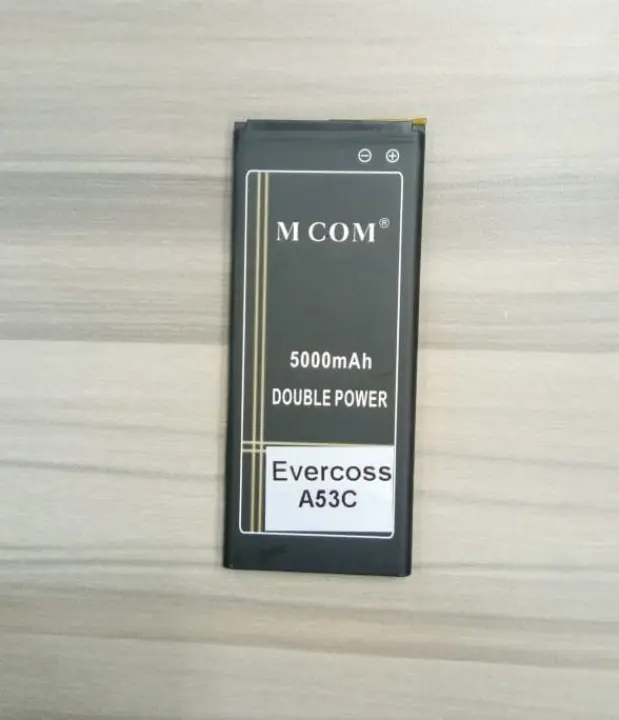 ⊖ ⊕
M COM®
5000mAh
DOUBLE POWER
Evercoss
A53C